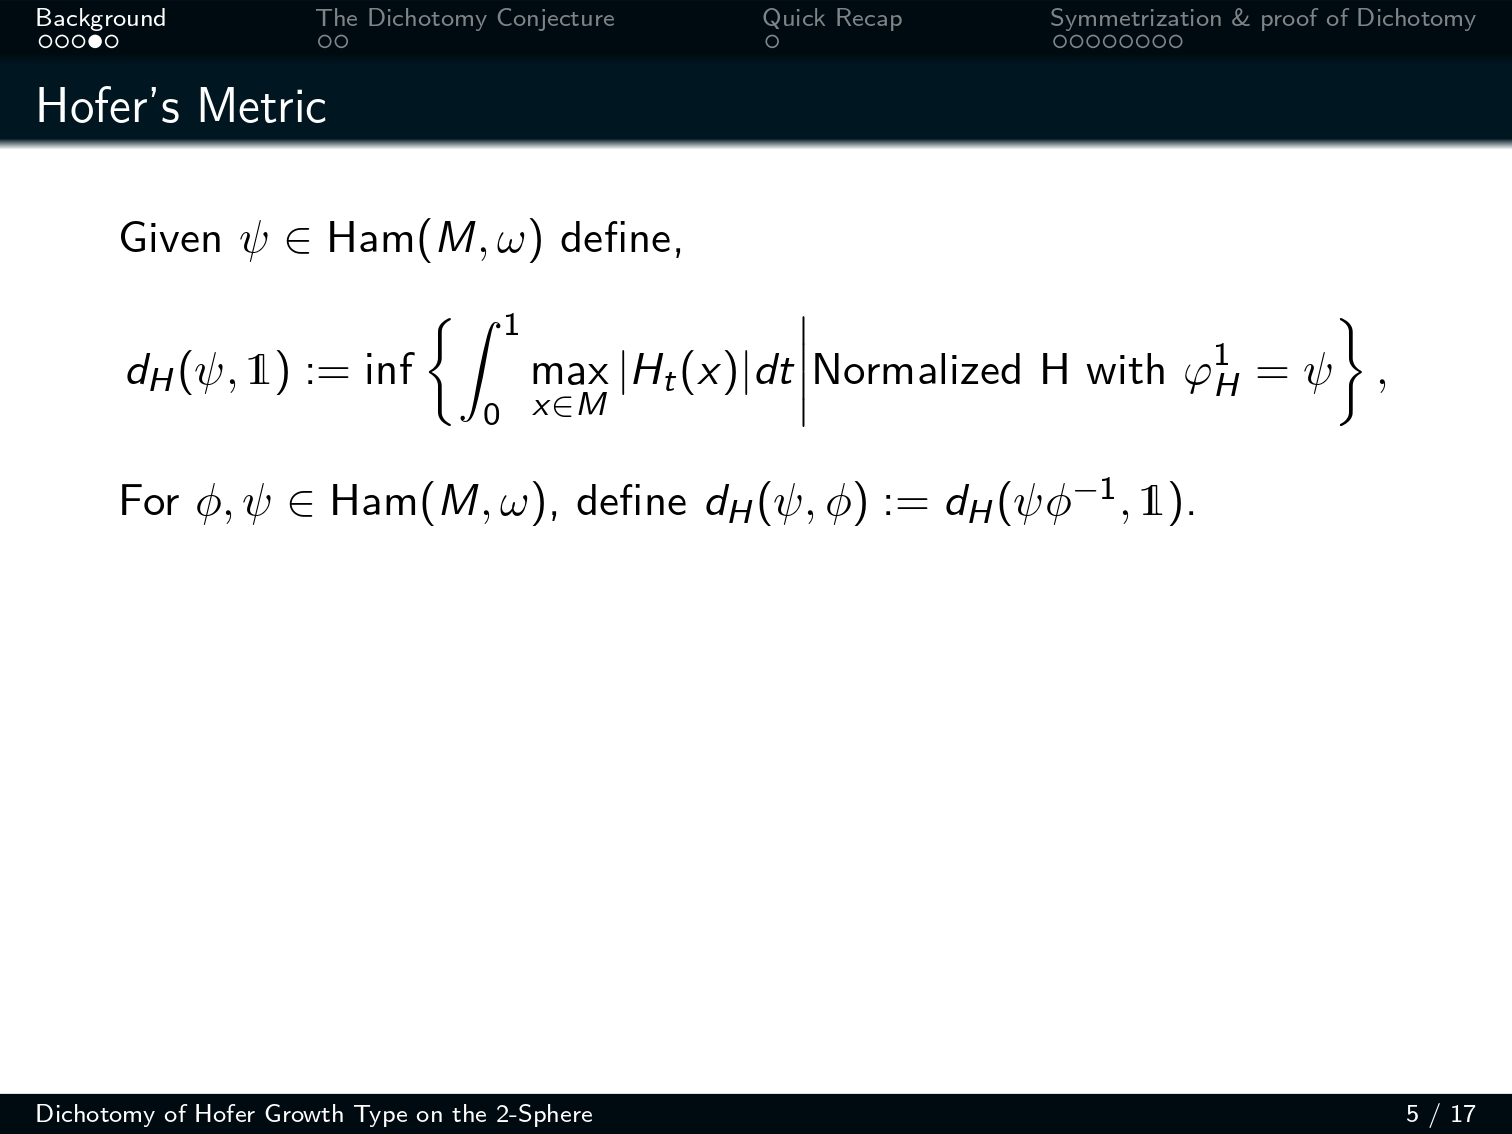 Background The Dichotomy Conjecture Quick Recap Symmetrization & proof of Dichotomy
Hofer's Metric
Given ψ ∈ Ham(M, ω) define,
d_H(ψ, 𝟙) := inf { ∫_0^1 max_{x∈M} |H_t(x)|dt | Normalized H with φ_H^1 = ψ } ,
For ϕ, ψ ∈ Ham(M, ω), define d_H(ψ, ϕ) := d_H(ψϕ^{−1}, 𝟙).
Dichotomy of Hofer Growth Type on the 2-Sphere 5 / 17